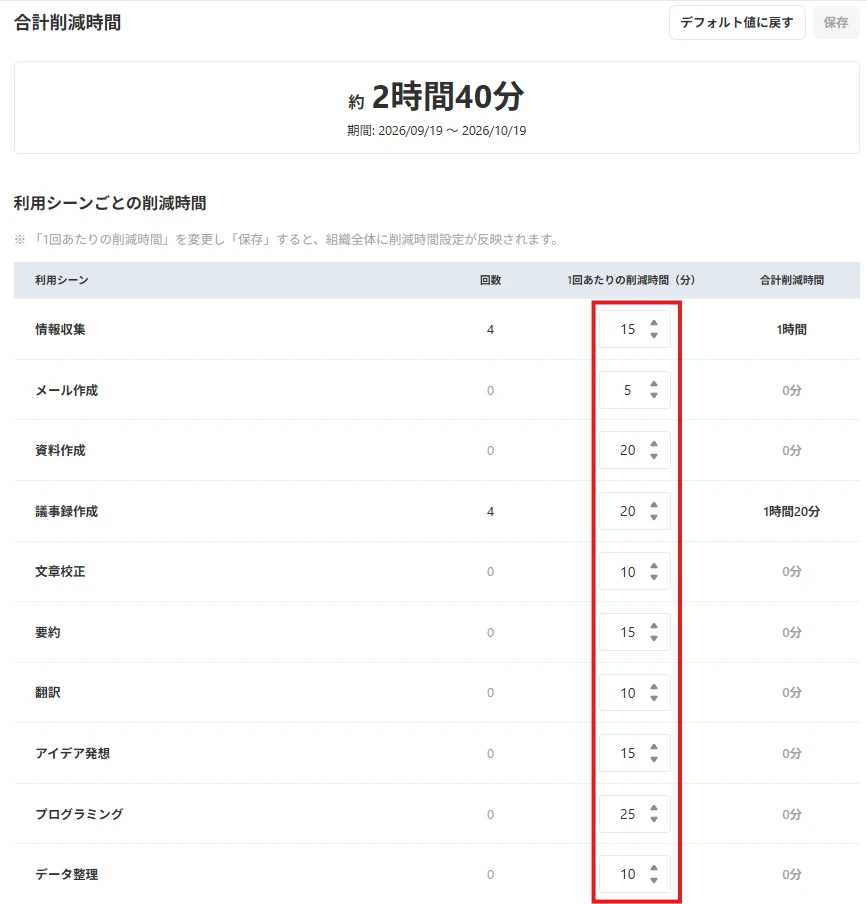 合計削減時間 デフォルト値に戻す 保存
約 2時間40分
期間: 2026/09/19 ～ 2026/10/19
利用シーンごとの削減時間
※ 「1回あたりの削減時間」を変更し「保存」すると、組織全体に削減時間設定が反映されます。
利用シーン 回数 1回あたりの削減時間（分） 合計削減時間
情報収集 4 15 1時間
メール作成 0 5 0分
資料作成 0 20 0分
議事録作成 4 20 1時間20分
文章校正 0 10 0分
要約 0 15 0分
翻訳 0 10 0分
アイデア発想 0 15 0分
プログラミング 0 25 0分
データ整理 0 10 0分